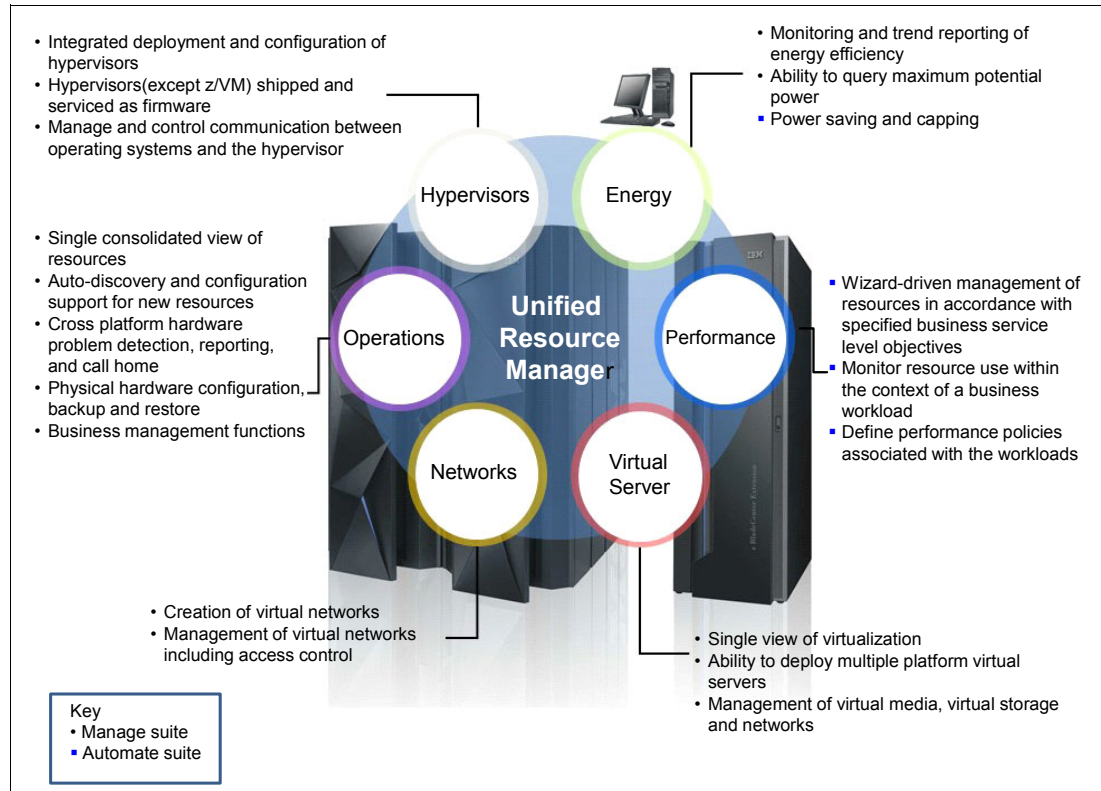 • Integrated deployment and configuration of
hypervisors
• Hypervisors(except z/VM) shipped and
serviced as firmware
• Manage and control communication between
operating systems and the hypervisor
• Monitoring and trend reporting of
energy efficiency
• Ability to query maximum potential
power
▪ Power saving and capping
Hypervisors
Energy
• Single consolidated view of
resources
• Auto-discovery and configuration
support for new resources
• Cross platform hardware
problem detection, reporting,
and call home
• Physical hardware configuration,
backup and restore
• Business management functions
Operations
Unified
Resource
Manager
Performance
IBM
IBM
▪ Wizard-driven management of
resources in accordance with
specified business service
level objectives
▪ Monitor resource use within
the context of a business
workload
▪ Define performance policies
associated with the workloads
Networks
Virtual
Server
BladeCenter Extension
• Creation of virtual networks
• Management of virtual networks
including access control
• Single view of virtualization
• Ability to deploy multiple platform virtual
servers
• Management of virtual media, virtual storage
and networks
Key
• Manage suite
▪ Automate suite